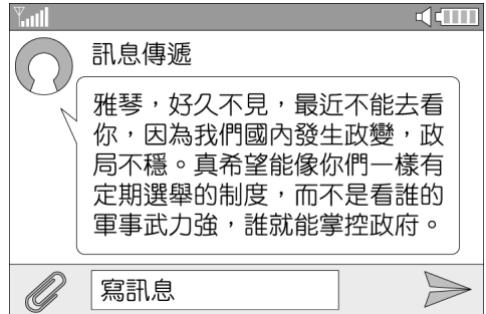 訊息傳遞
雅琴，好久不見，最近不能去看
你，因為我們國內發生政變，政
局不穩。真希望能像你們一樣有
定期選舉的制度，而不是看誰的
軍事武力強，誰就能掌控政府。
寫訊息